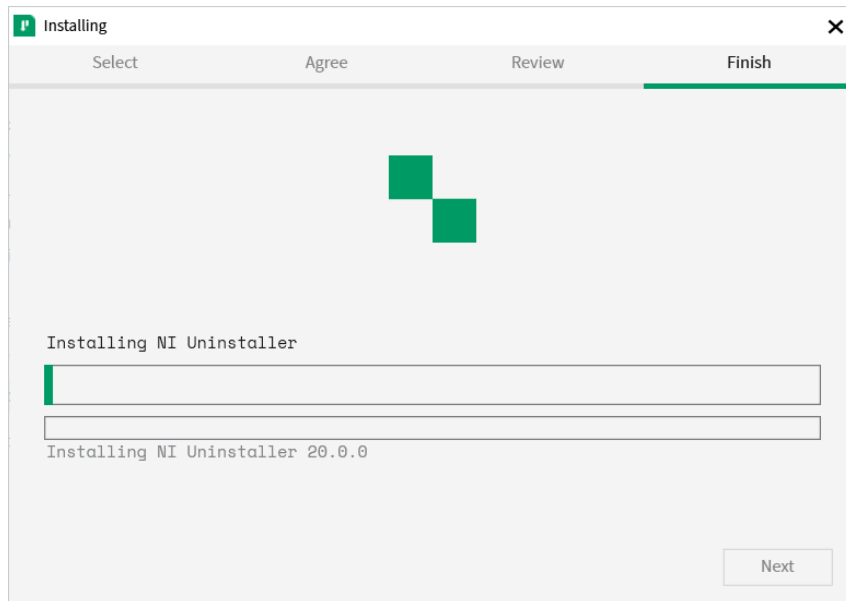 Installing
Select Agree Review Finish
Installing NI Uninstaller
Installing NI Uninstaller 20.0.0
Next